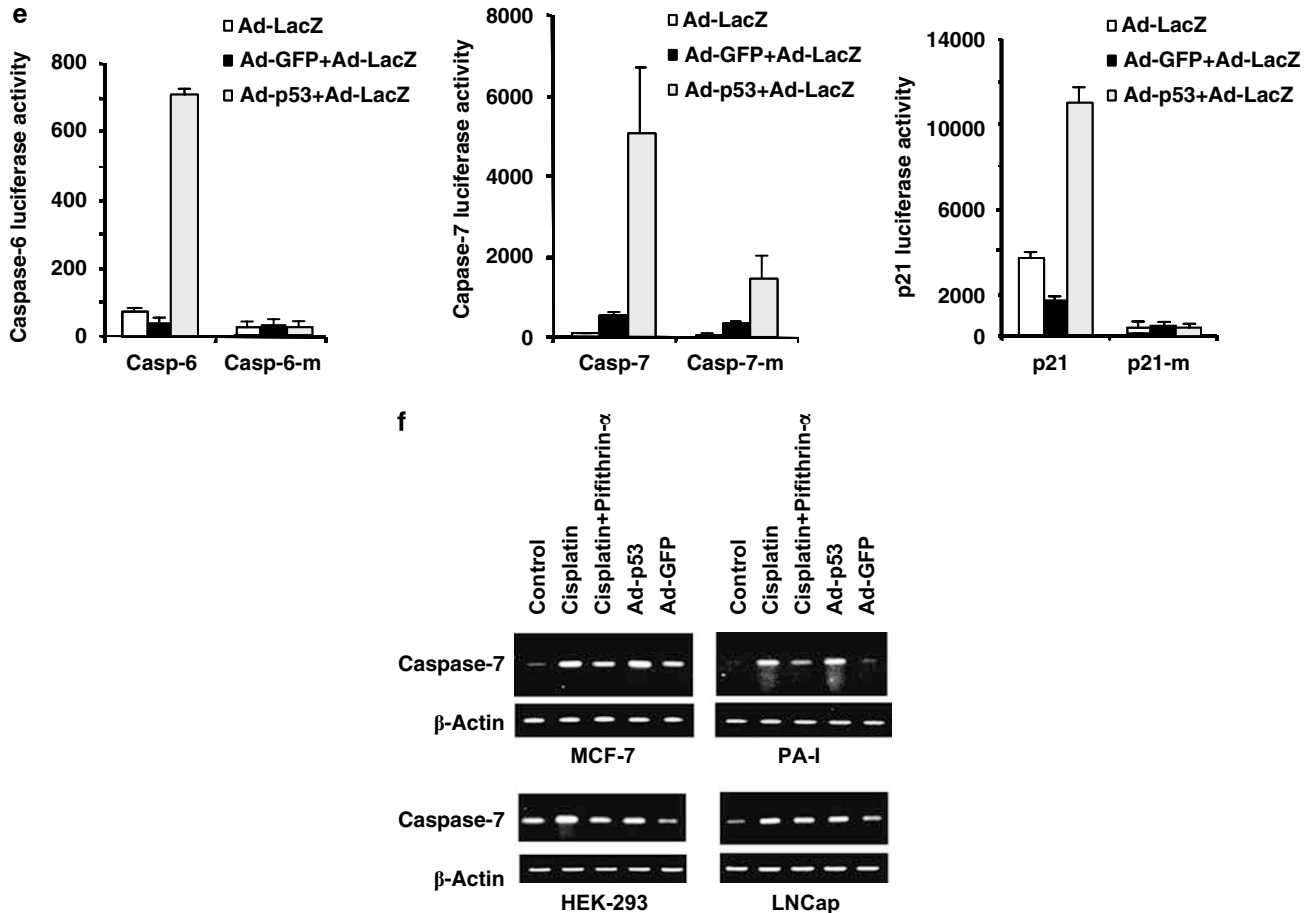 e
Ad-LacZ
Ad-GFP+Ad-LacZ
Ad-p53+Ad-LacZ
Caspase-6 luciferase activity
800
600
400
200
0
Casp-6 Casp-6-m
Ad-LacZ
Ad-GFP+Ad-LacZ
Ad-p53+Ad-LacZ
Capase-7 luciferase activity
8000
6000
4000
2000
0
Casp-7 Casp-7-m
Ad-LacZ
Ad-GFP+Ad-LacZ
Ad-p53+Ad-LacZ
p21 luciferase activity
14000
10000
6000
2000
0
p21 p21-m
f
Control
Cisplatin
Cisplatin+Pifithrin-α
Ad-p53
Ad-GFP
Control
Cisplatin
Cisplatin+Pifithrin-α
Ad-p53
Ad-GFP
Caspase-7
β-Actin
MCF-7 PA-I
Caspase-7
β-Actin
HEK-293 LNCap